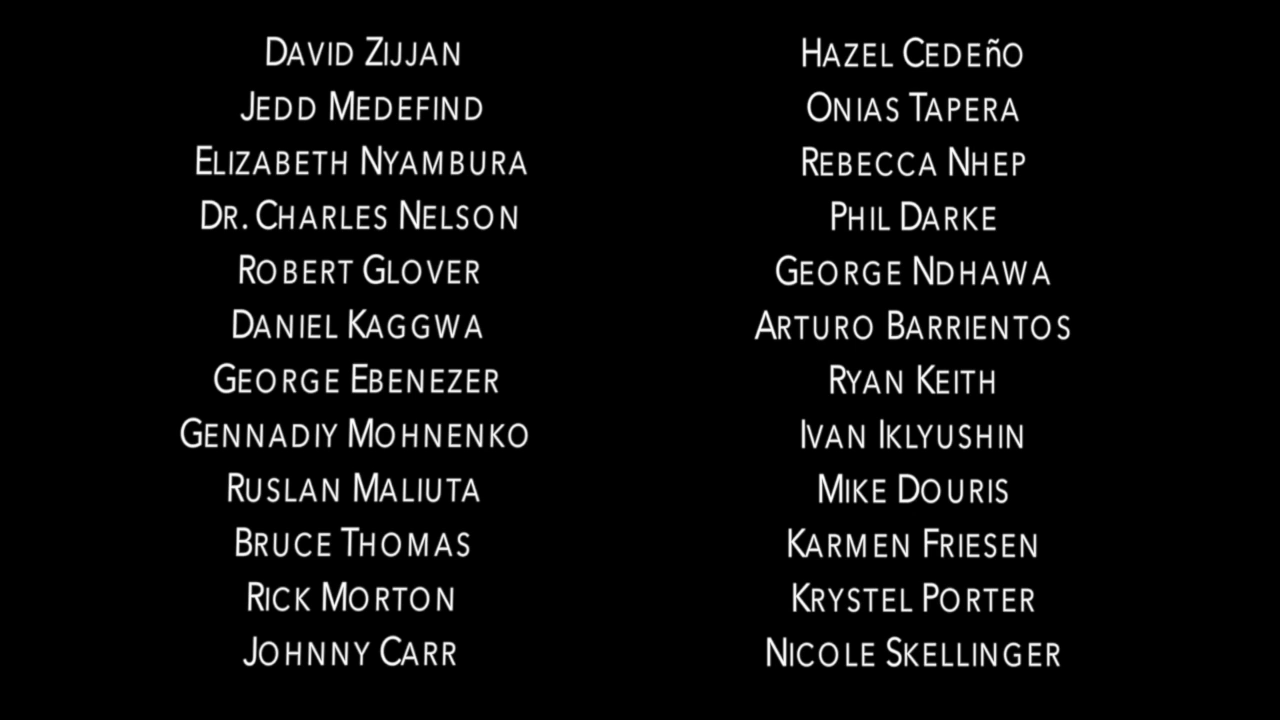 David Zijjan
Jedd Medefind
Elizabeth Nyambura
Dr. Charles Nelson
Robert Glover
Daniel Kaggwa
George Ebenezer
Gennadiy Mohnenko
Ruslan Maliuta
Bruce Thomas
Rick Morton
Johnny Carr
Hazel Cedeño
Onias Tapera
Rebecca Nhep
Phil Darke
George Ndhawa
Arturo Barrientos
Ryan Keith
Ivan Iklyushin
Mike Douris
Karmen Friesen
Krystel Porter
Nicole Skellinger